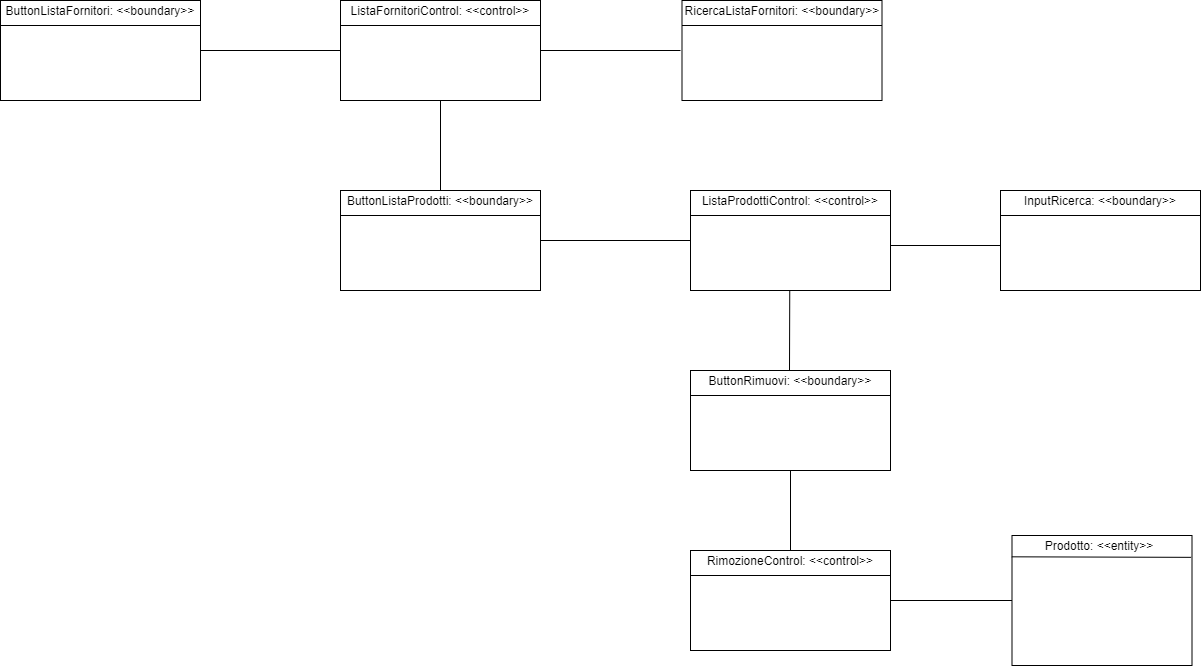 ButtonListaFornitori: <<boundary>>
ListaFornitoriControl: <<control>>
RicercaListaFornitori: <<boundary>>
ButtonListaProdotti: <<boundary>>
ListaProdottiControl: <<control>>
InputRicerca: <<boundary>>
ButtonRimuovi: <<boundary>>
RimozioneControl: <<control>>
Prodotto: <<entity>>